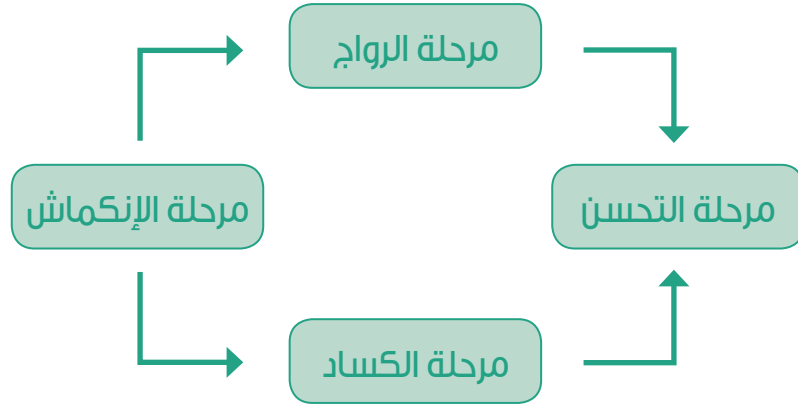 مرحلة الرواج
مرحلة التحسن
مرحلة الإنكماش
مرحلة الكساد